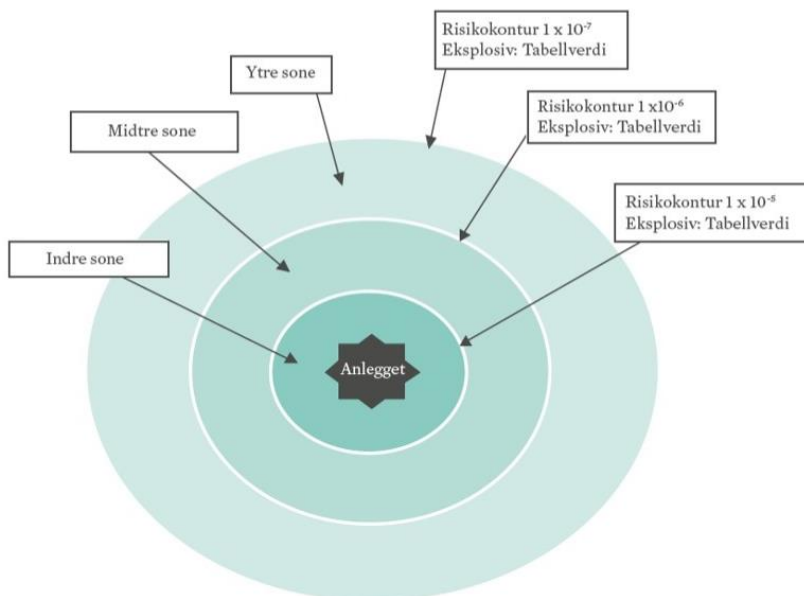 Risikokontur 1 x 10⁻⁷
Eksplosiv: Tabellverdi
Ytre sone
Risikokontur 1 x10⁻⁶
Eksplosiv: Tabellverdi
Midtre sone
Risikokontur 1 x 10⁻⁵
Eksplosiv: Tabellverdi
Indre sone
Anlegget